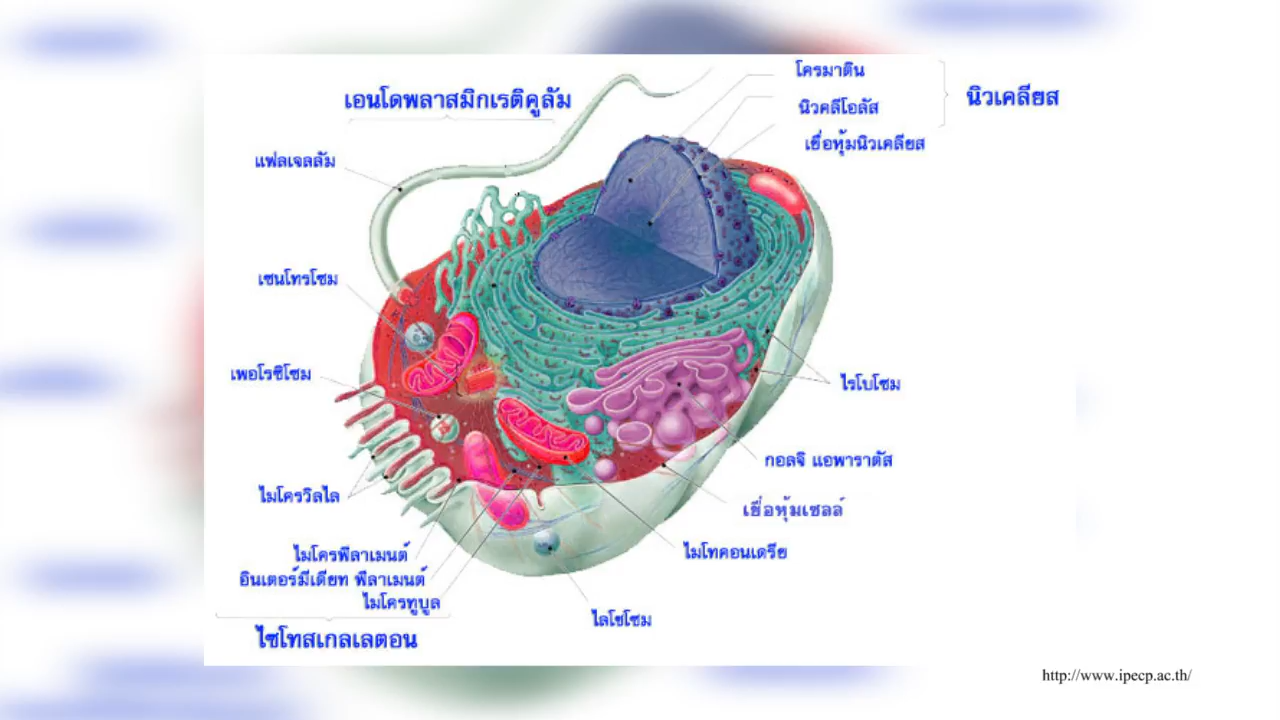 โครมาติน
นิวเคลียส
เอนโดพลาสมิกเรติคูลัม
นิวคลีโอลัส
เยื่อหุ้มนิวเคลียส
แฟลเจลลัม
เซนโทรโซม
เพอโรซิโซม
ไรโบโซม
กอลจิ แอพาราตัส
ไมโครวิลไล
เยื่อหุ้มเซลล์
ไมโครฟิลาเมนต์
ไมโทคอนเดรีย
อินเตอร์มีเดียท ฟิลาเมนต์
ไมโครทูบูล
ไลโซโซม
ไซโทสเกลเลตอน
http://www.ipecp.ac.th/